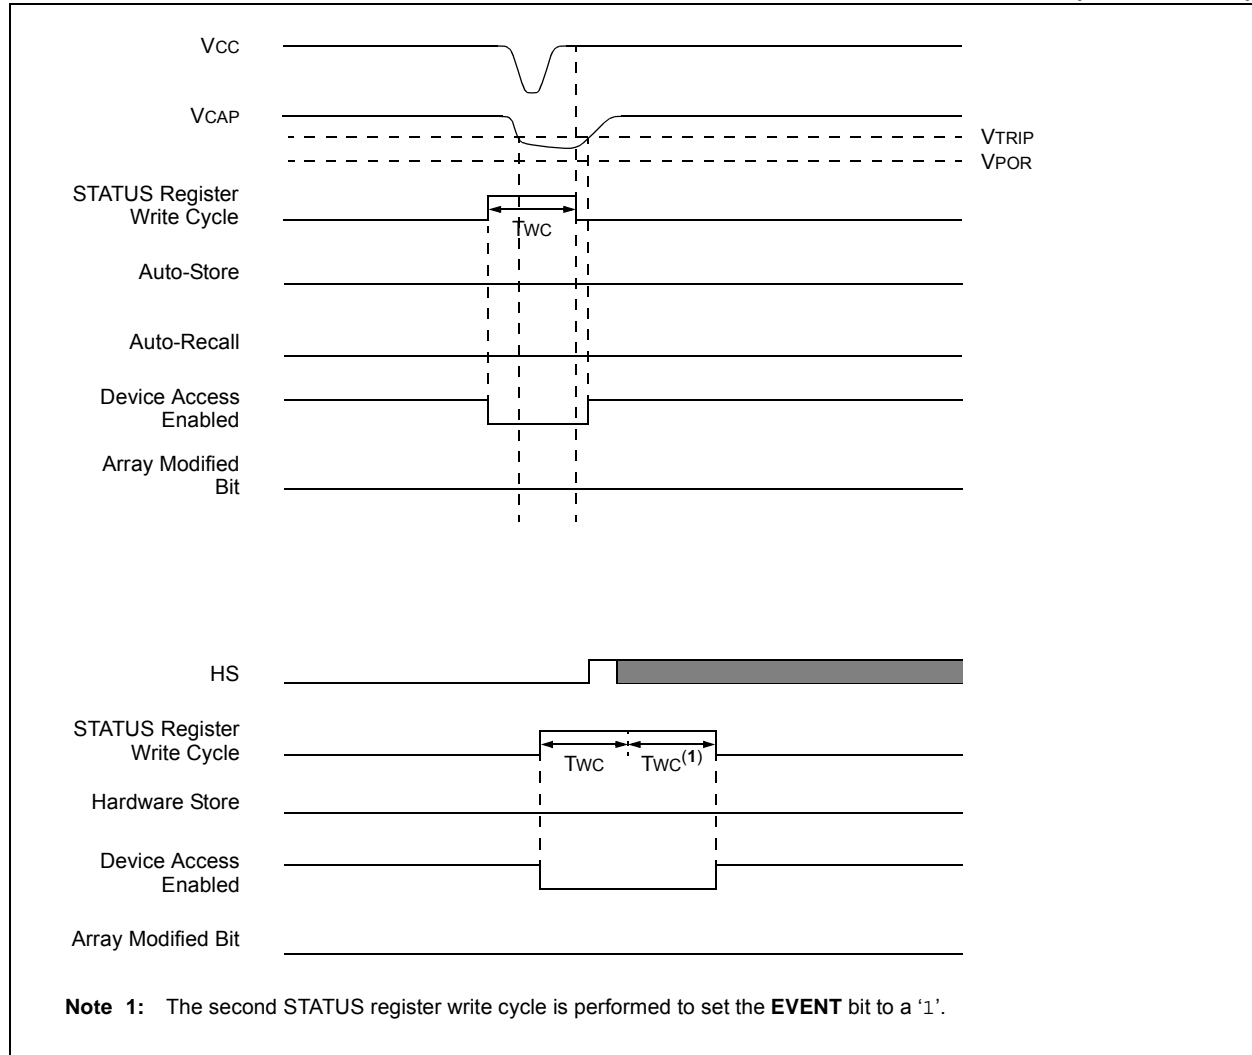 VCC
VCAP
VTRIP
VPOR
STATUS Register
Write Cycle
TWC
Auto-Store
Auto-Recall
Device Access
Enabled
Array Modified
Bit
HS
STATUS Register
Write Cycle
TWC TWC(1)
Hardware Store
Device Access
Enabled
Array Modified Bit
Note 1: The second STATUS register write cycle is performed to set the EVENT bit to a ‘1’.